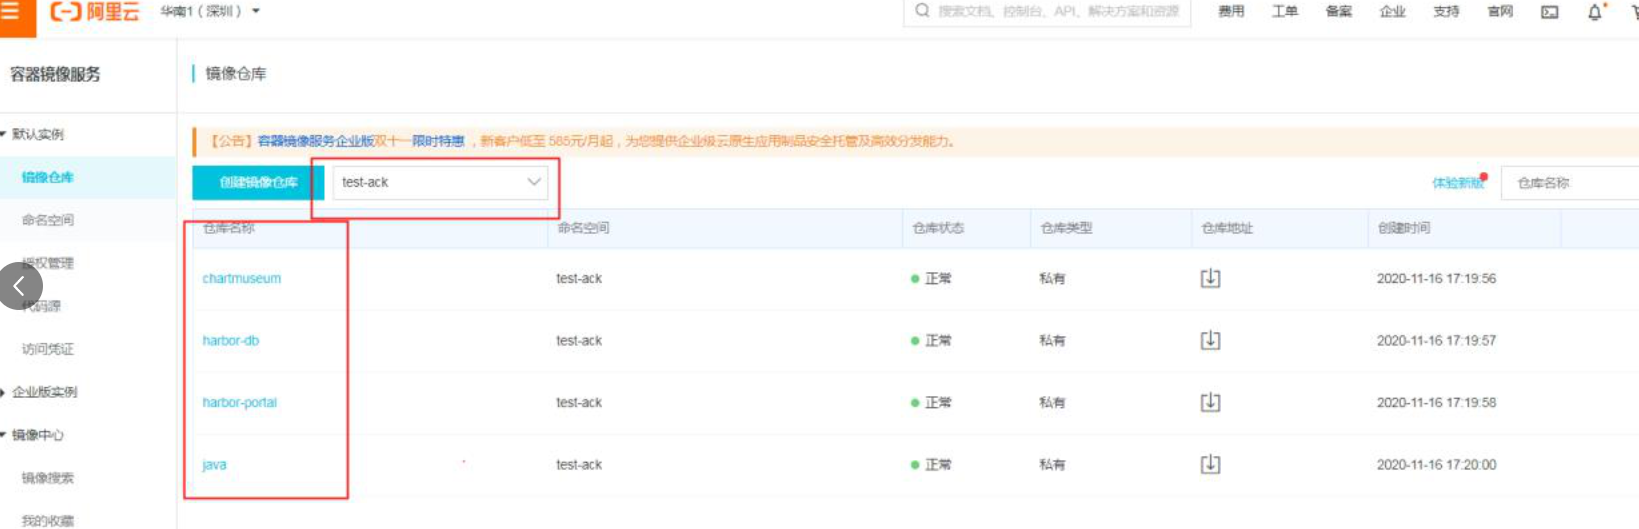 阿里云 华南1（深圳） 搜索文档、控制台、API、解决方案和资源 费用 工单 备案 企业 支持 官网
容器镜像服务 镜像仓库
默认实例
【公告】容器镜像服务企业版双十一限时特惠，新客户低至 585元/月起，为您提供企业级云原生应用制品安全托管及高效分发能力。
镜像仓库 创建镜像仓库 test-ack 体验新版 仓库名称
命名空间 仓库名称 命名空间 仓库状态 仓库类型 仓库地址 创建时间
授权管理
chartmuseum test-ack 正常 私有 2020-11-16 17:19:56
代码源
harbor-db test-ack 正常 私有 2020-11-16 17:19:57
访问凭证
企业版实例
harbor-portal test-ack 正常 私有 2020-11-16 17:19:58
镜像中心
java test-ack 正常 私有 2020-11-16 17:20:00
镜像搜索
我的收藏